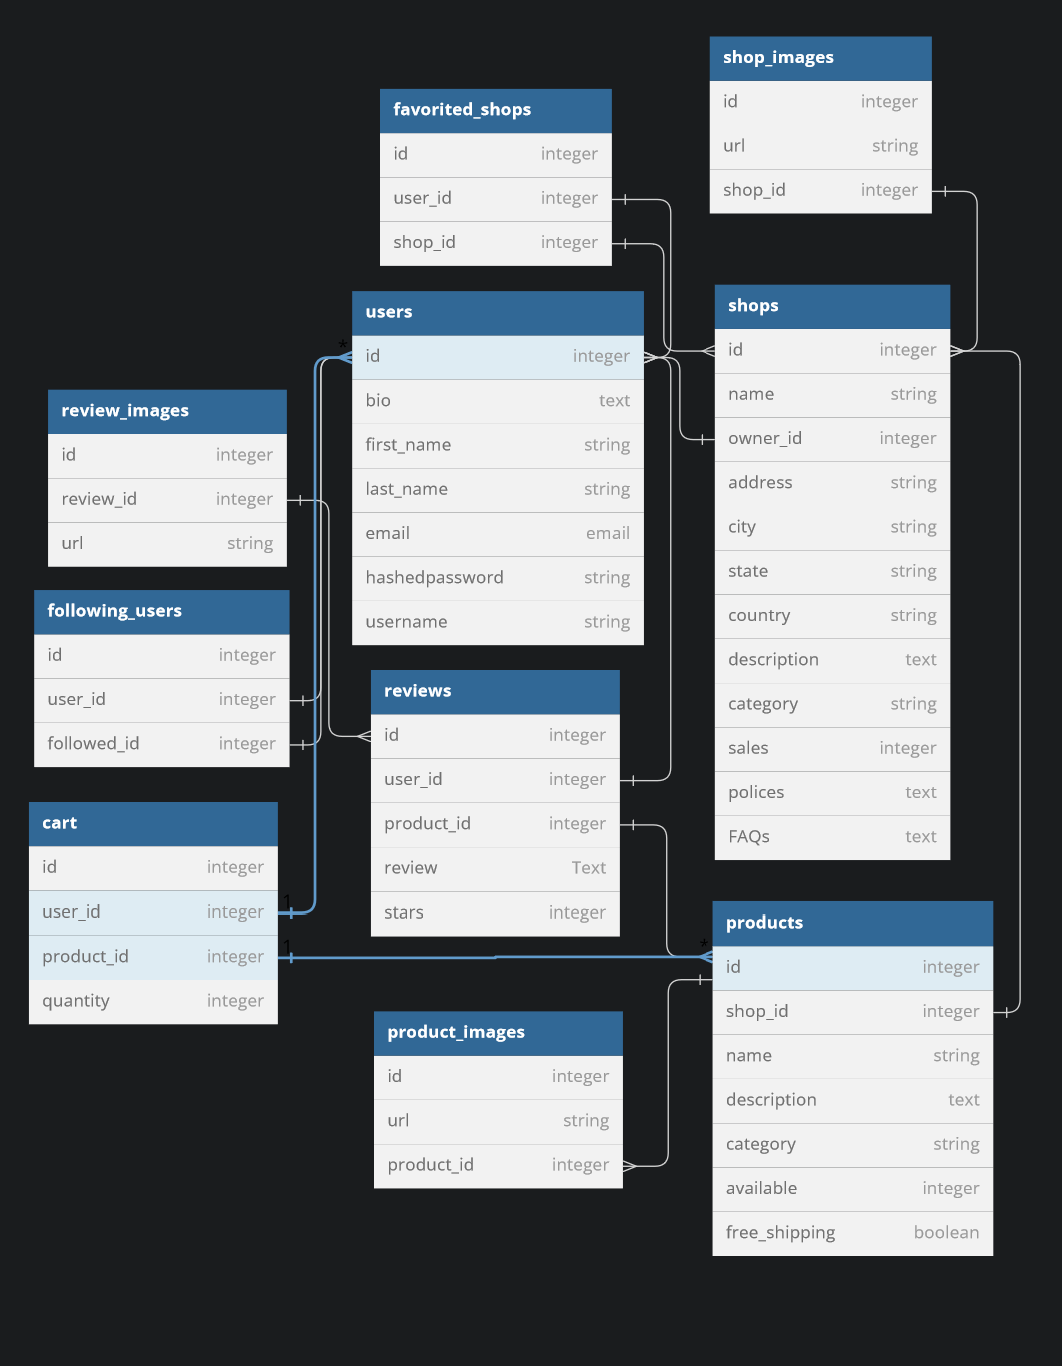 shop_images
id integer
url string
shop_id integer
favorited_shops
id integer
user_id integer
shop_id integer
users
* id integer
bio text
first_name string
last_name string
email email
hashedpassword string
username string
shops
id integer
name string
owner_id integer
address string
city string
state string
country string
description text
category string
sales integer
polices text
FAQs text
review_images
id integer
review_id integer
url string
following_users
id integer
user_id integer
followed_id integer
reviews
id integer
user_id integer
product_id integer
review Text
stars integer
cart
id integer
user_id integer 1
product_id integer 1
quantity integer
products
* id integer
shop_id integer
name string
description text
category string
available integer
free_shipping boolean
product_images
id integer
url string
product_id integer